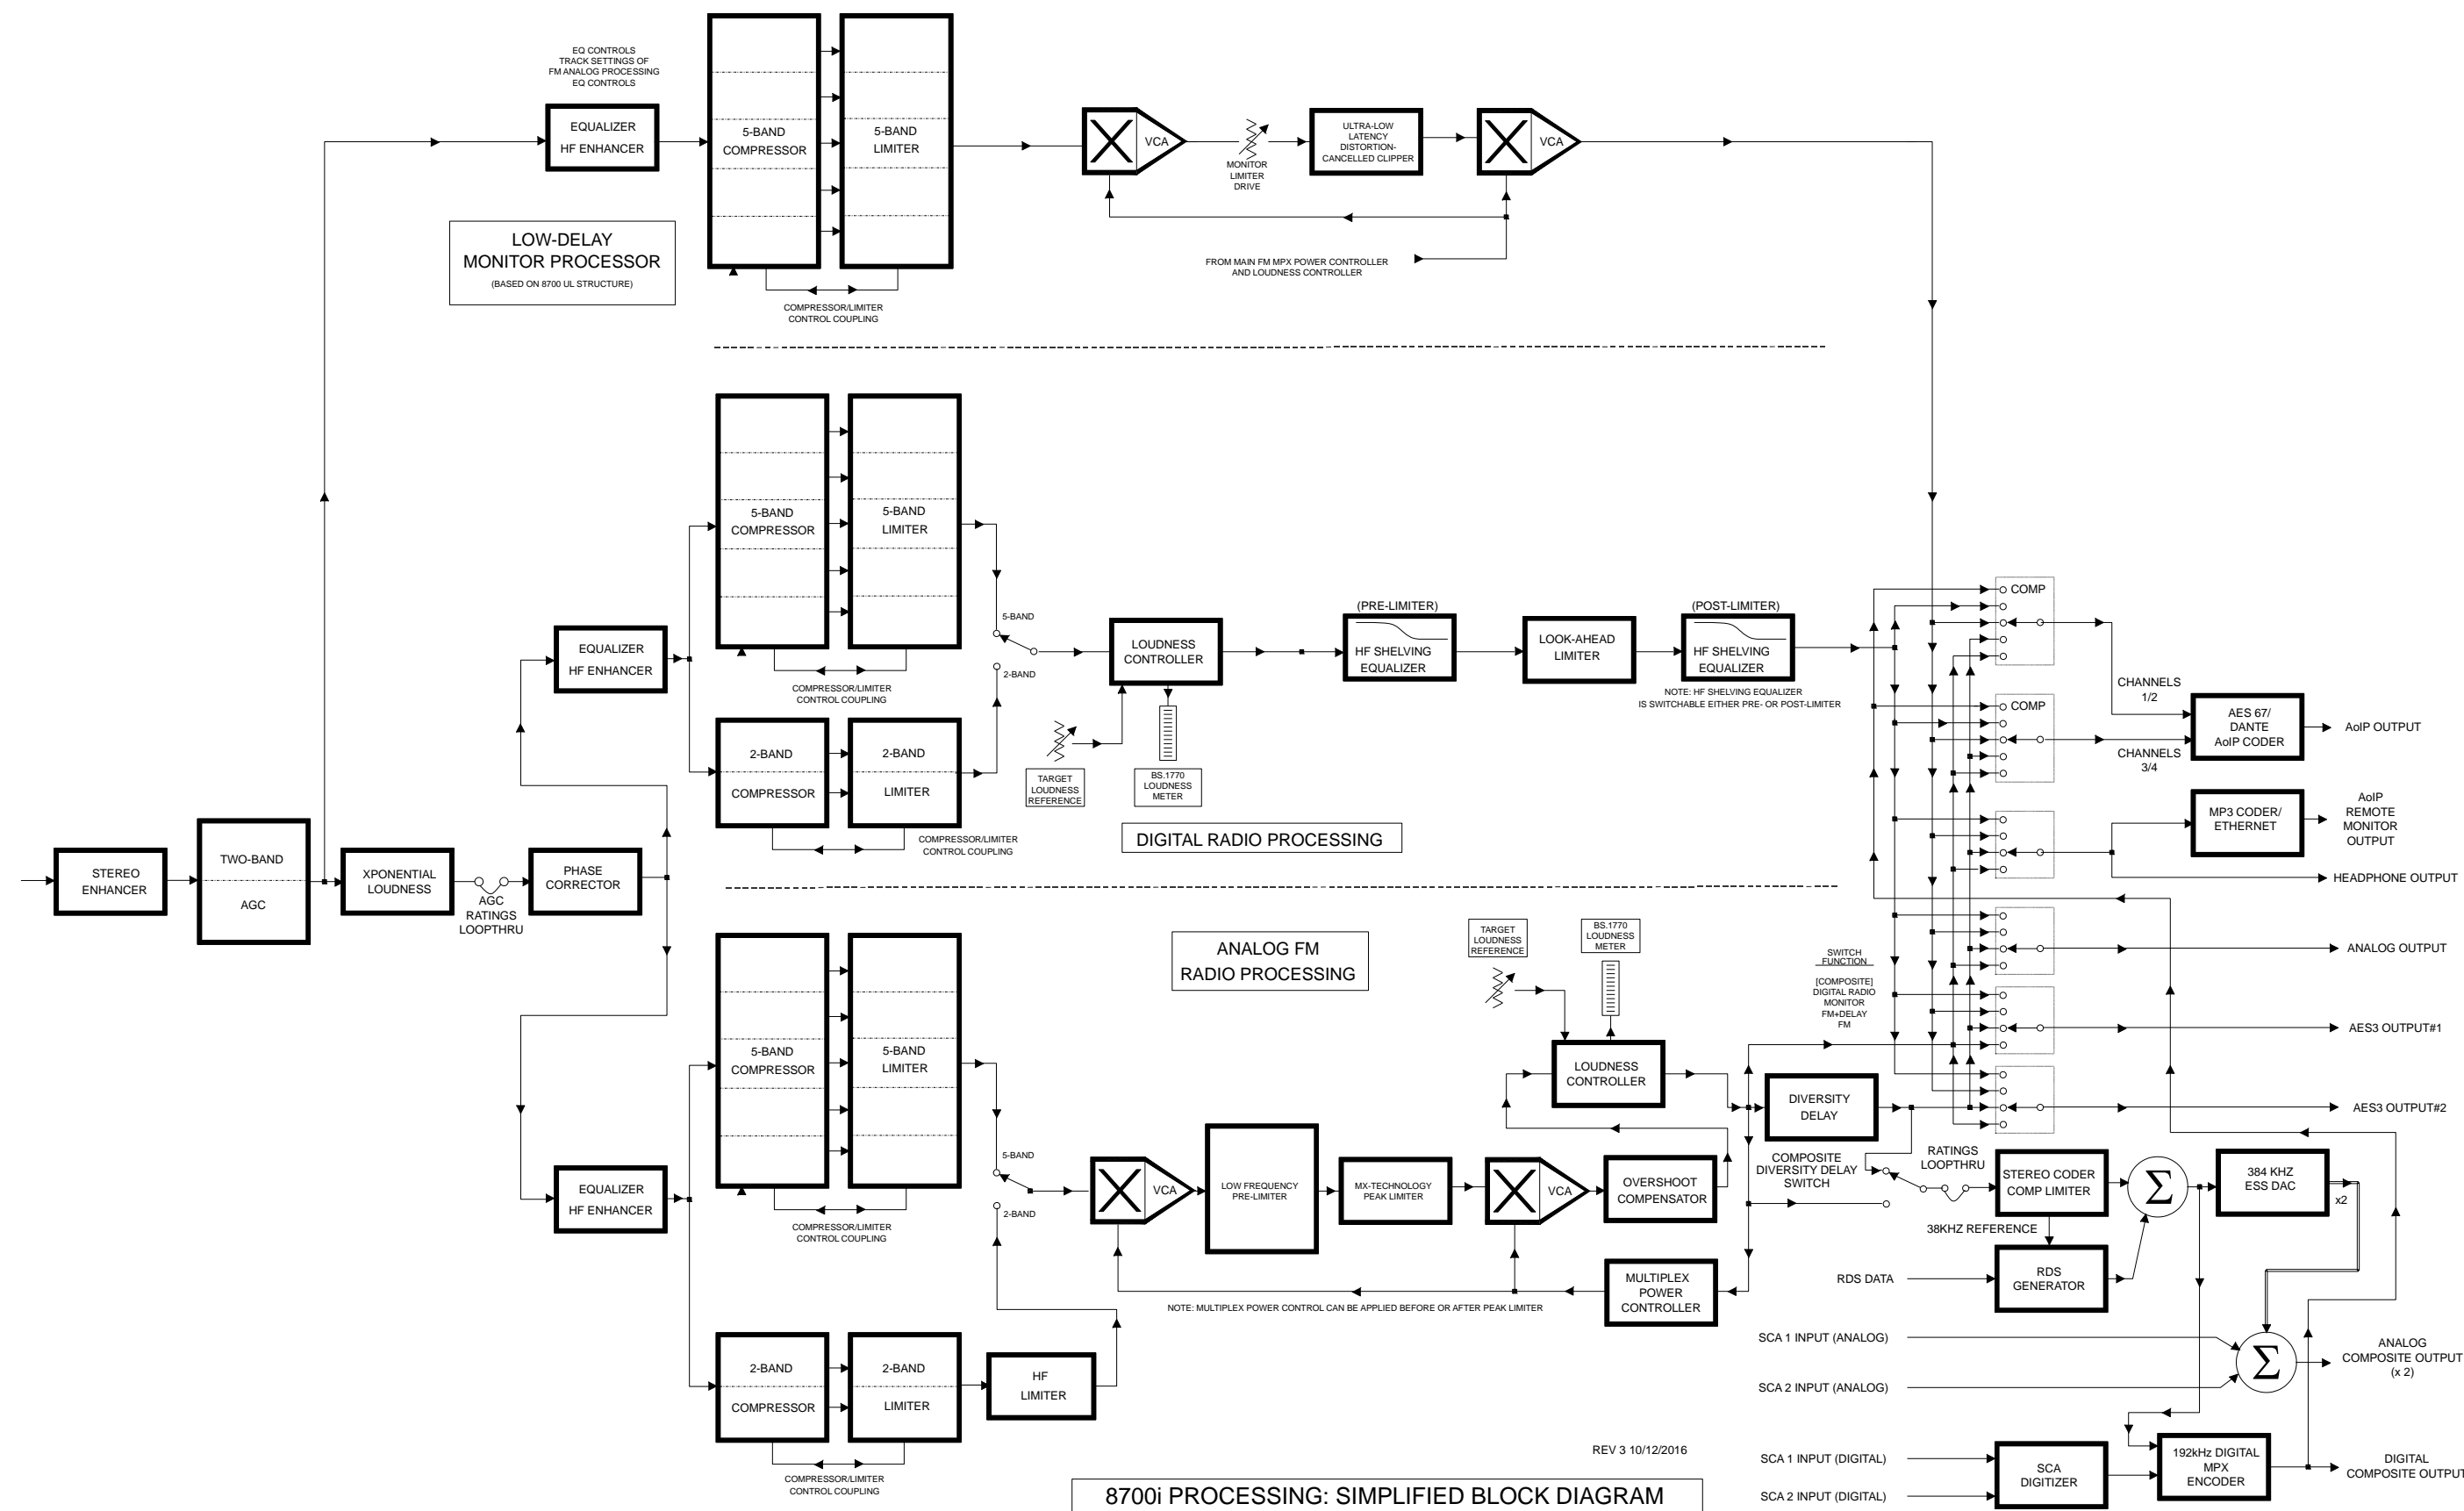 EQ CONTROLS
TRACK SETTINGS OF
FM ANALOG PROCESSING
EQ CONTROLS
EQUALIZER
HF ENHANCER
5-BAND
COMPRESSOR
5-BAND
LIMITER
VCA
MONITOR
LIMITER
DRIVE
ULTRA-LOW
LATENCY
DISTORTION-
CANCELLED CLIPPER
VCA
LOW-DELAY
MONITOR PROCESSOR
(BASED ON 8700 UL STRUCTURE)
FROM MAIN FM MPX POWER CONTROLLER
AND LOUDNESS CONTROLLER
COMPRESSOR/LIMITER
CONTROL COUPLING
5-BAND
COMPRESSOR
5-BAND
LIMITER
EQUALIZER
HF ENHANCER
5-BAND
2-BAND
COMPRESSOR/LIMITER
CONTROL COUPLING
LOUDNESS
CONTROLLER
(PRE-LIMITER)
HF SHELVING
EQUALIZER
LOOK-AHEAD
LIMITER
(POST-LIMITER)
HF SHELVING
EQUALIZER
NOTE: HF SHELVING EQUALIZER
IS SWITCHABLE EITHER PRE- OR POST-LIMITER
TARGET
LOUDNESS
REFERENCE
BS.1770
LOUDNESS
METER
2-BAND
COMPRESSOR
2-BAND
LIMITER
COMPRESSOR/LIMITER
CONTROL COUPLING
DIGITAL RADIO PROCESSING
COMP
COMP
CHANNELS
1/2
CHANNELS
3/4
AES 67/
DANTE
AoIP CODER
AoIP OUTPUT
MP3 CODER/
ETHERNET
AoIP
REMOTE
MONITOR
OUTPUT
HEADPHONE OUTPUT
STEREO
ENHANCER
TWO-BAND
AGC
XPONENTIAL
LOUDNESS
AGC
RATINGS
LOOPTHRU
PHASE
CORRECTOR
ANALOG FM
RADIO PROCESSING
TARGET
LOUDNESS
REFERENCE
BS.1770
LOUDNESS
METER
SWITCH
FUNCTION
[COMPOSITE]
DIGITAL RADIO
MONITOR
FM+DELAY
FM
ANALOG OUTPUT
AES3 OUTPUT#1
AES3 OUTPUT#2
5-BAND
COMPRESSOR
5-BAND
LIMITER
LOUDNESS
CONTROLLER
DIVERSITY
DELAY
EQUALIZER
HF ENHANCER
5-BAND
2-BAND
COMPRESSOR/LIMITER
CONTROL COUPLING
VCA
LOW FREQUENCY
PRE-LIMITER
MX-TECHNOLOGY
PEAK LIMITER
VCA
OVERSHOOT
COMPENSATOR
COMPOSITE
DIVERSITY DELAY
SWITCH
RATINGS
LOOPTHRU
STEREO CODER
COMP LIMITER
Σ
384 KHZ
ESS DAC
x2
38KHZ REFERENCE
RDS DATA
RDS
GENERATOR
MULTIPLEX
POWER
CONTROLLER
NOTE: MULTIPLEX POWER CONTROL CAN BE APPLIED BEFORE OR AFTER PEAK LIMITER
SCA 1 INPUT (ANALOG)
SCA 2 INPUT (ANALOG)
Σ
ANALOG
COMPOSITE OUTPUT
(x 2)
2-BAND
COMPRESSOR
2-BAND
LIMITER
HF
LIMITER
COMPRESSOR/LIMITER
CONTROL COUPLING
REV 3 10/12/2016
SCA 1 INPUT (DIGITAL)
SCA 2 INPUT (DIGITAL)
SCA
DIGITIZER
192kHz DIGITAL
MPX
ENCODER
DIGITAL
COMPOSITE OUTPUT
8700i PROCESSING: SIMPLIFIED BLOCK DIAGRAM